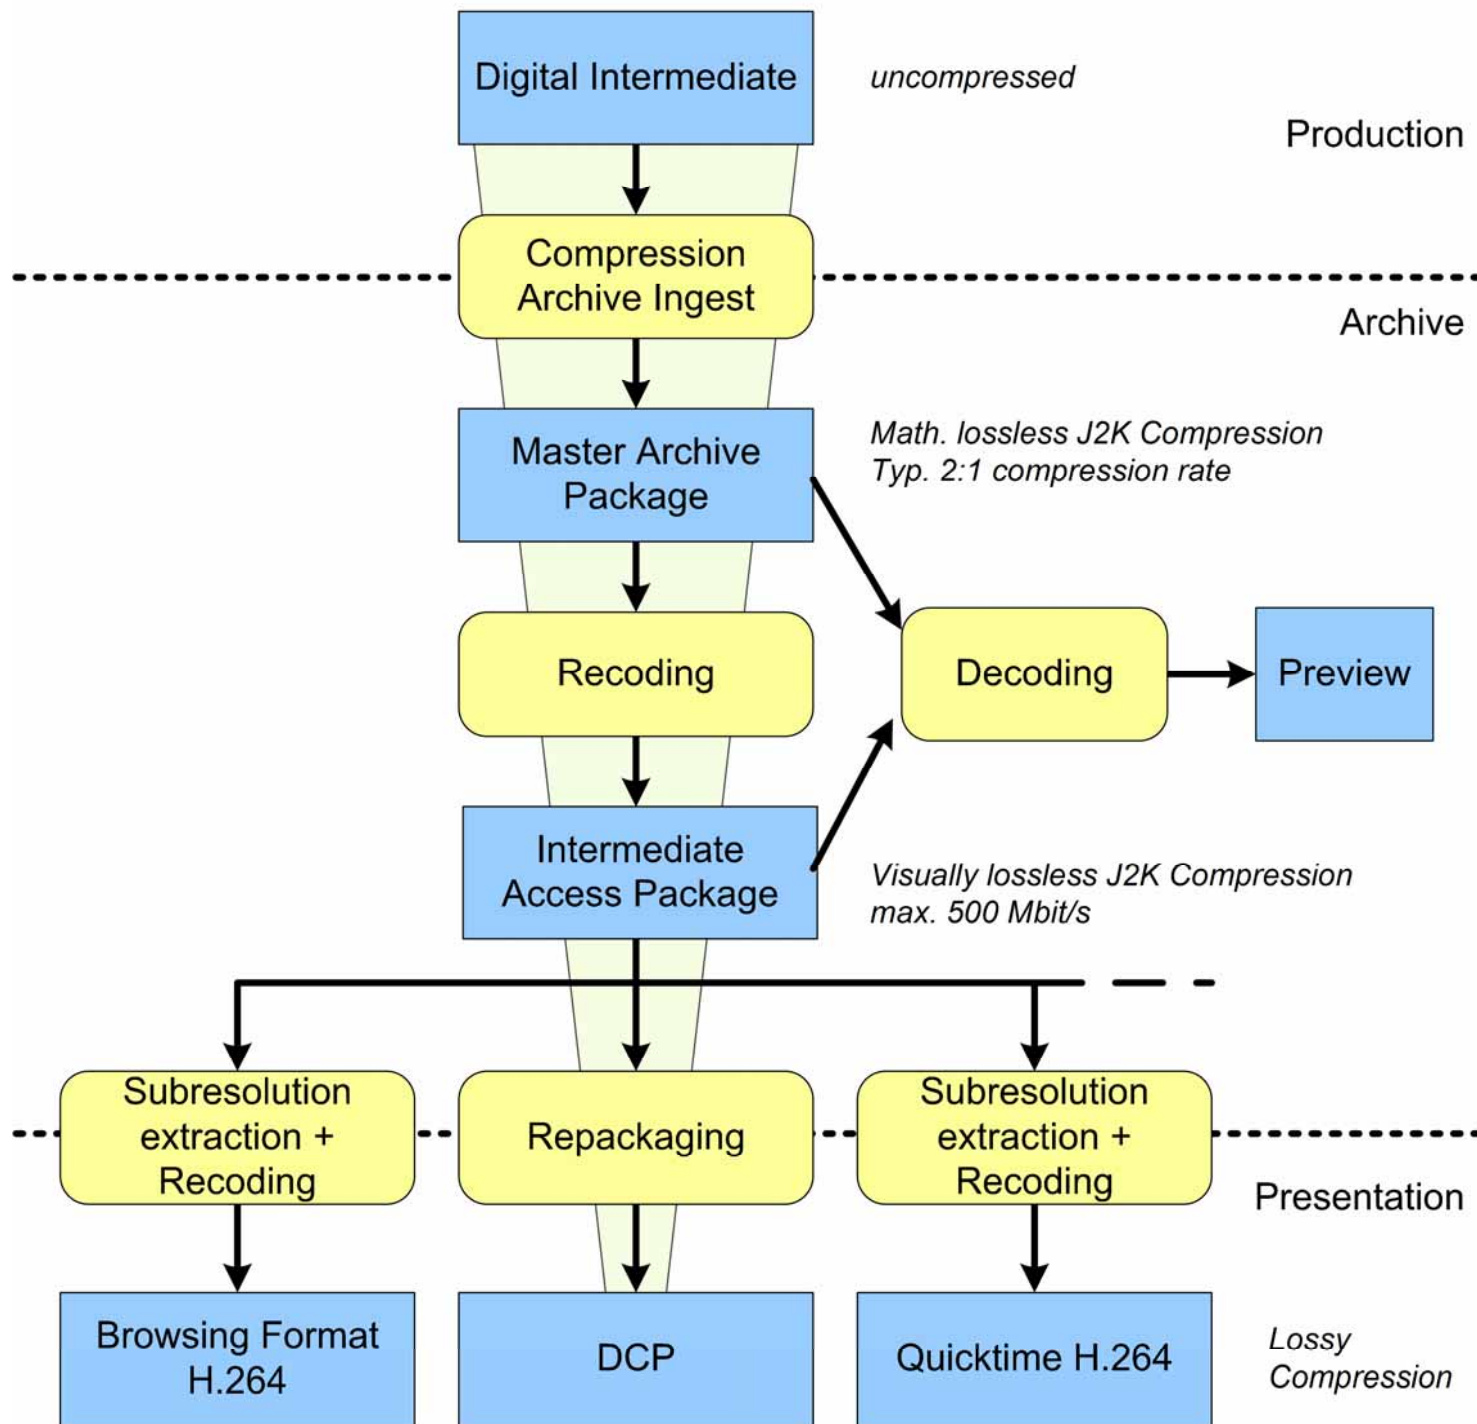 Digital Intermediate
uncompressed
Production
Compression
Archive Ingest
Archive
Master Archive
Package
Math. lossless J2K Compression
Typ. 2:1 compression rate
Recoding
Decoding
Preview
Intermediate
Access Package
Visually lossless J2K Compression
max. 500 Mbit/s
Subresolution
extraction +
Recoding
Repackaging
Subresolution
extraction +
Recoding
Presentation
Browsing Format
H.264
DCP
Quicktime H.264
Lossy
Compression